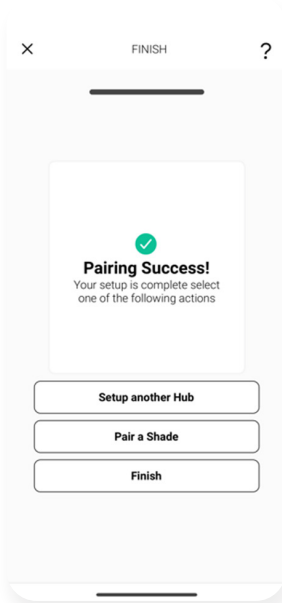 FINISH
?
Pairing Success!
Your setup is complete select
one of the following actions
Setup another Hub
Pair a Shade
Finish